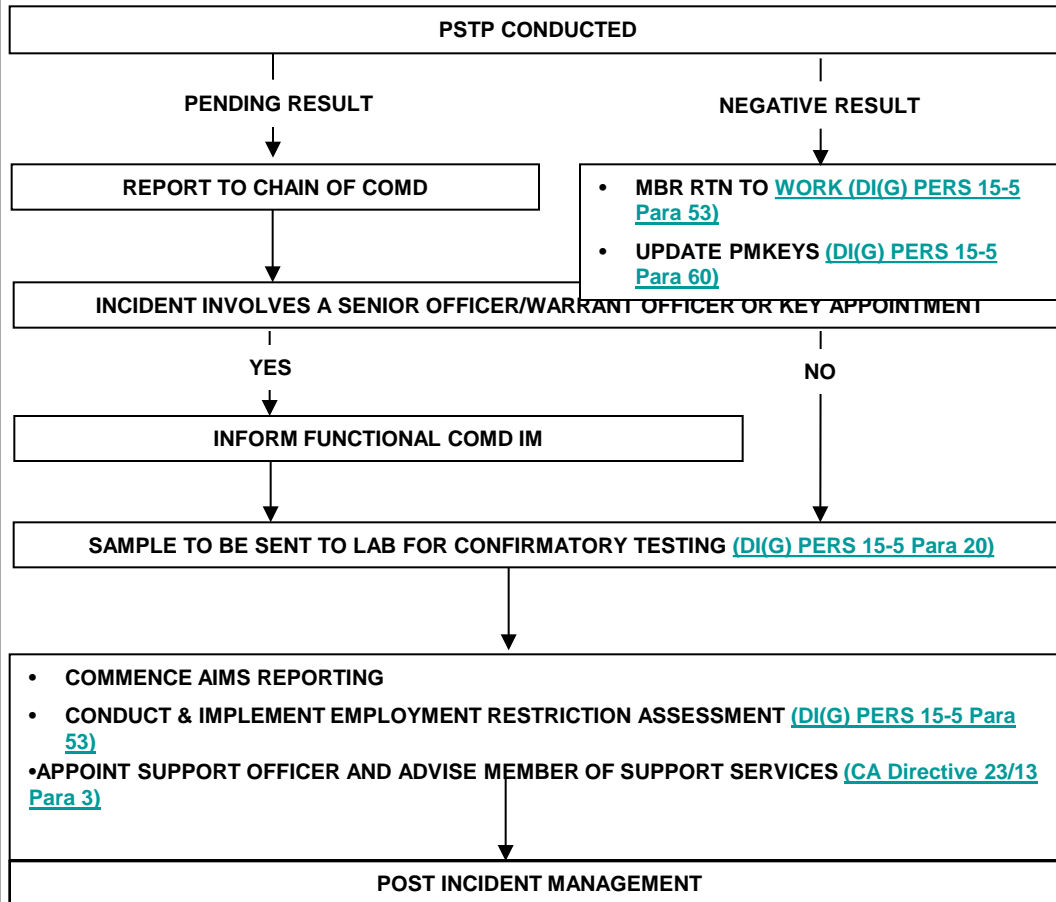 PSTP CONDUCTED
PENDING RESULT
NEGATIVE RESULT
REPORT TO CHAIN OF COMD
• MBR RTN TO WORK (DI(G) PERS 15-5
Para 53)
• UPDATE PMKEYS (DI(G) PERS 15-5
Para 60)
INCIDENT INVOLVES A SENIOR OFFICER/WARRANT OFFICER OR KEY APPOINTMENT
YES
NO
INFORM FUNCTIONAL COMD IM
SAMPLE TO BE SENT TO LAB FOR CONFIRMATORY TESTING (DI(G) PERS 15-5 Para 20)
• COMMENCE AIMS REPORTING
• CONDUCT & IMPLEMENT EMPLOYMENT RESTRICTION ASSESSMENT (DI(G) PERS 15-5 Para
53)
•APPOINT SUPPORT OFFICER AND ADVISE MEMBER OF SUPPORT SERVICES (CA Directive 23/13
Para 3)
POST INCIDENT MANAGEMENT